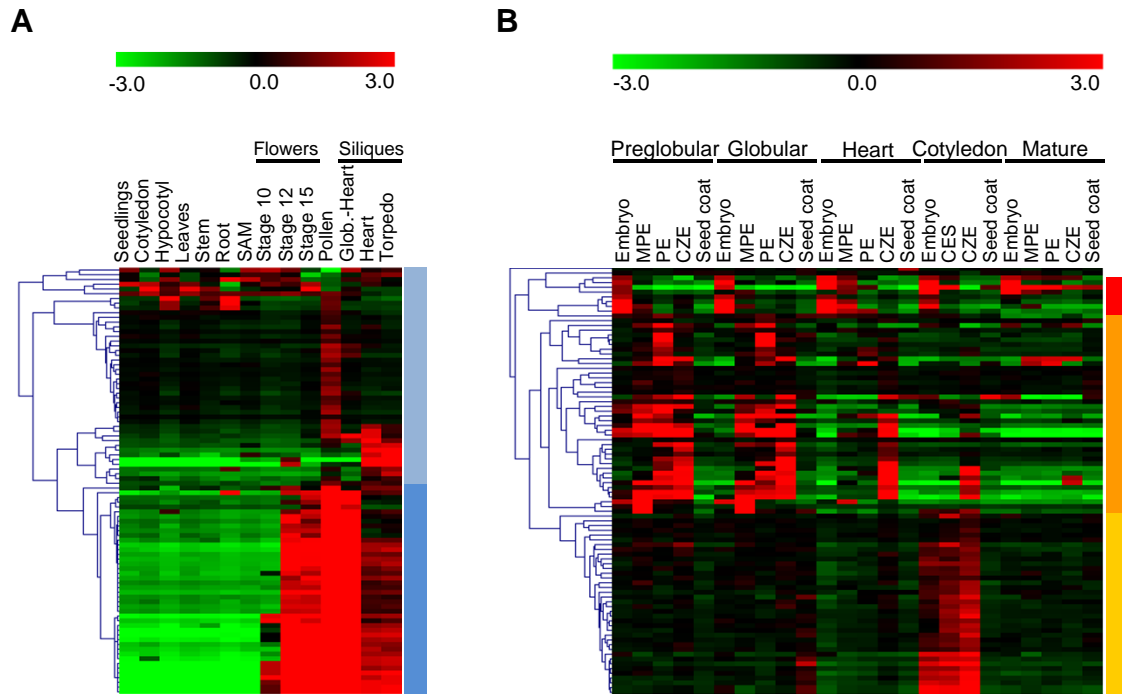 A
-3.0 0.0 3.0
Flowers Siliques
Seedlings
Cotyledon
Hypocotyl
Leaves
Stem
Root
SAM
Stage 10
Stage 12
Stage 15
Pollen
Glob.-Heart
Heart
Torpedo
B
-3.0 0.0 3.0
Preglobular Globular Heart Cotyledon Mature
Embryo
MPE
PE
CZE
Seed coat
Embryo
MPE
PE
CZE
Seed coat
Embryo
MPE
PE
CZE
Seed coat
Embryo
CES
CZE
Seed coat
Embryo
MPE
PE
CZE
Seed coat